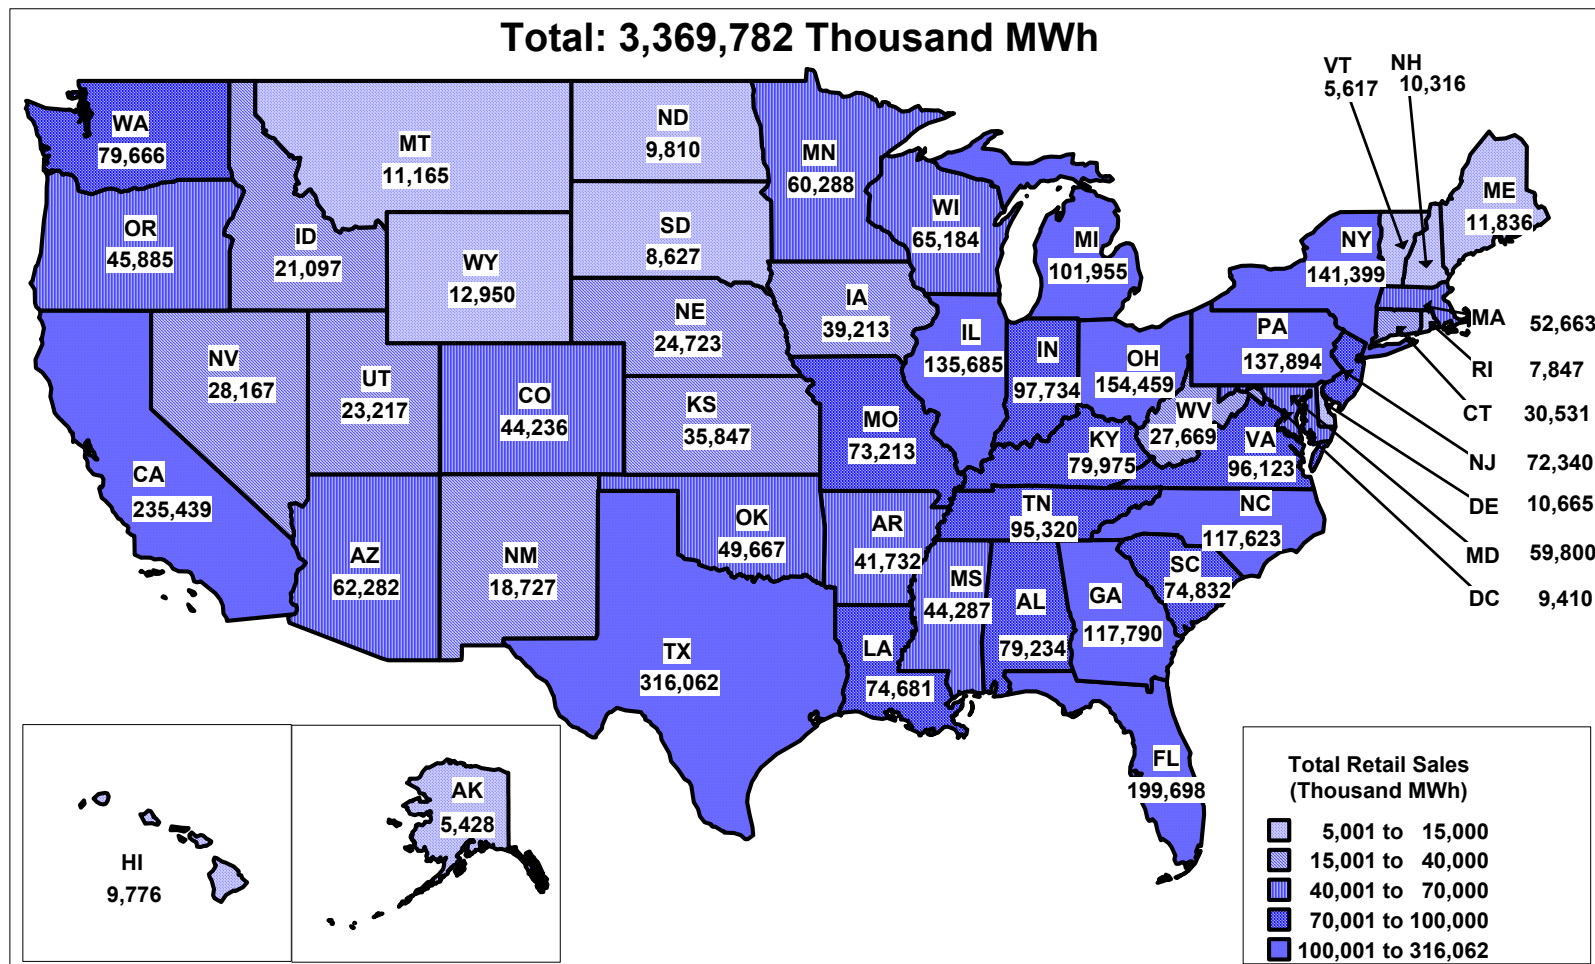 Total: 3,369,782 Thousand MWh
VT
5,617
NH
10,316
WA
79,666
MT
11,165
ND
9,810
MN
60,288
ME
11,836
OR
45,885
ID
21,097
WY
12,950
SD
8,627
WI
65,184
MI
101,955
NY
141,399
NE
24,723
IA
39,213
IL
135,685
IN
97,734
OH
154,459
PA
137,894
MA 52,663
RI 7,847
CT 30,531
NJ 72,340
DE 10,665
MD 59,800
DC 9,410
NV
28,167
UT
23,217
CO
44,236
KS
35,847
MO
73,213
KY
79,975
WV
27,669
VA
96,123
CA
235,439
AZ
62,282
NM
18,727
OK
49,667
AR
41,732
TN
95,320
NC
117,623
SC
74,832
MS
44,287
AL
79,234
GA
117,790
TX
316,062
LA
74,681
FL
199,698
HI
9,776
AK
5,428
Total Retail Sales
(Thousand MWh)
5,001 to 15,000
15,001 to 40,000
40,001 to 70,000
70,001 to 100,000
100,001 to 316,062